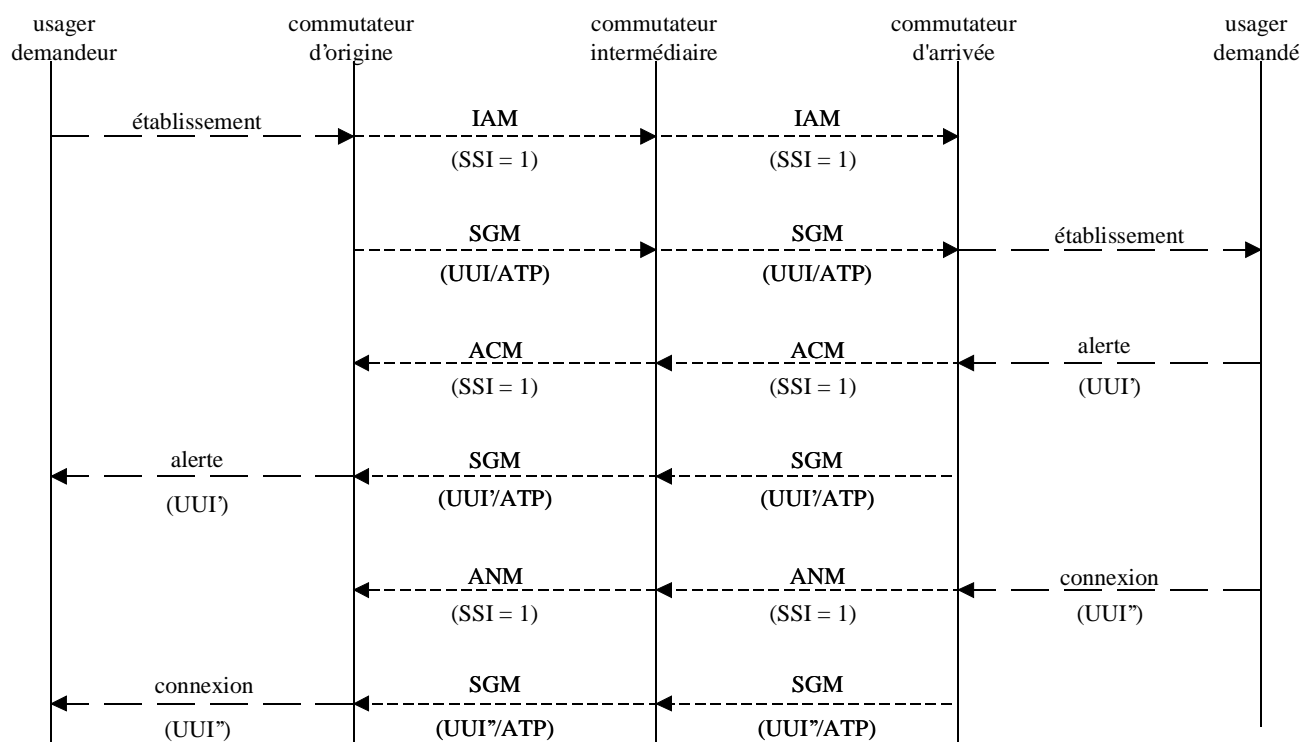 usager commutateur commutateur commutateur usager
demandeur d’origine intermédiaire d'arrivée demandé
établissement IAM IAM
(SSI = 1) (SSI = 1)
SGM SGM établissement
(UUI/ATP) (UUI/ATP)
ACM ACM alerte
(SSI = 1) (SSI = 1) (UUI’)
alerte SGM SGM
(UUI’) (UUI’/ATP) (UUI’/ATP)
ANM ANM connexion
(SSI = 1) (SSI = 1) (UUI”)
connexion SGM SGM
(UUI”) (UUI”/ATP) (UUI”/ATP)